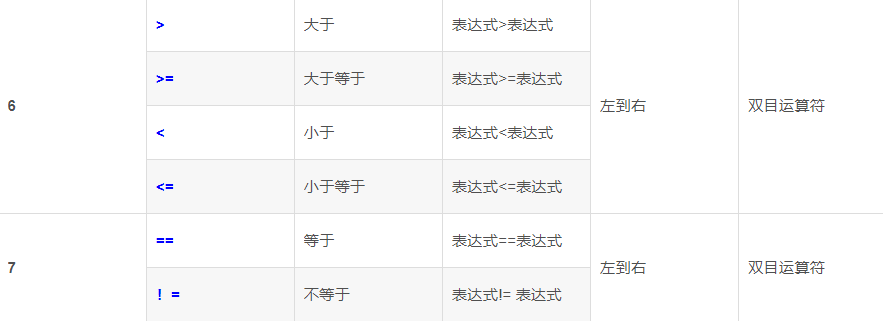 > 大于 表达式>表达式
>= 大于等于 表达式>=表达式
6 左到右 双目运算符
< 小于 表达式<表达式
<= 小于等于 表达式<=表达式
== 等于 表达式==表达式
7 左到右 双目运算符
! = 不等于 表达式!= 表达式